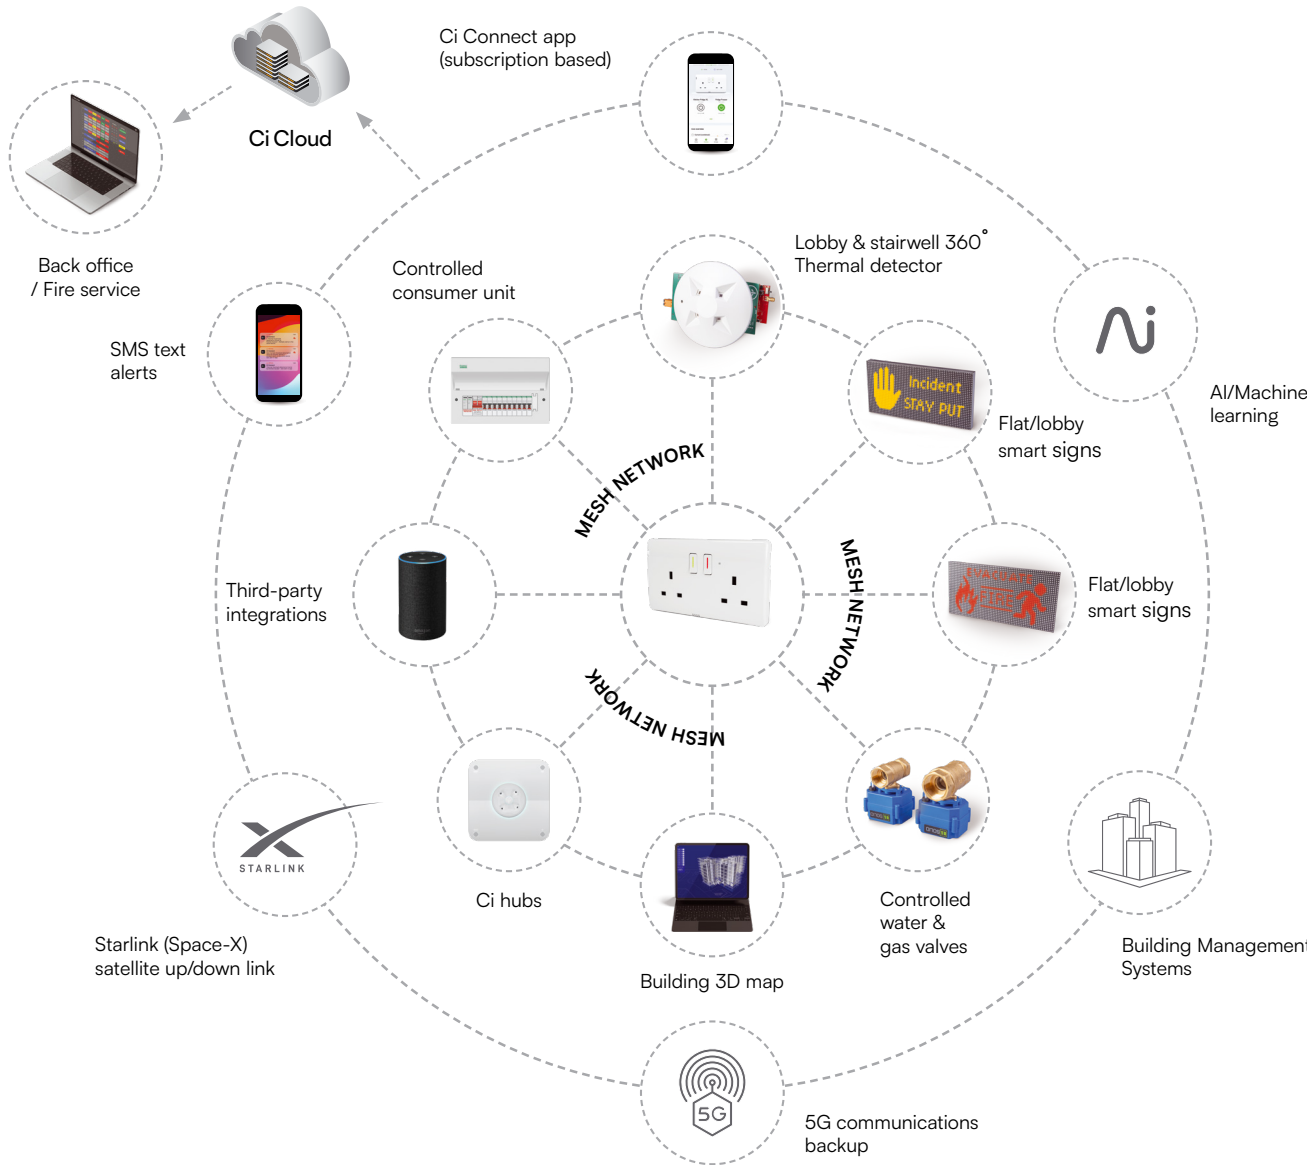 Ci Connect app
(subscription based)
Ci Cloud
Back office
/ Fire service
SMS text
alerts
Controlled
consumer unit
Lobby & stairwell 360°
Thermal detector
Incident
STAY PUT
Flat/lobby
smart signs
AI/Machine
learning
MESH NETWORK
MESH NETWORK
MESH NETWORK
Third-party
integrations
EVACUATE
FIRE
Flat/lobby
smart signs
STARLINK
Starlink (Space-X)
satellite up/down link
Ci hubs
Building 3D map
Controlled
water &
gas valves
Building Management
Systems
5G
5G communications
backup